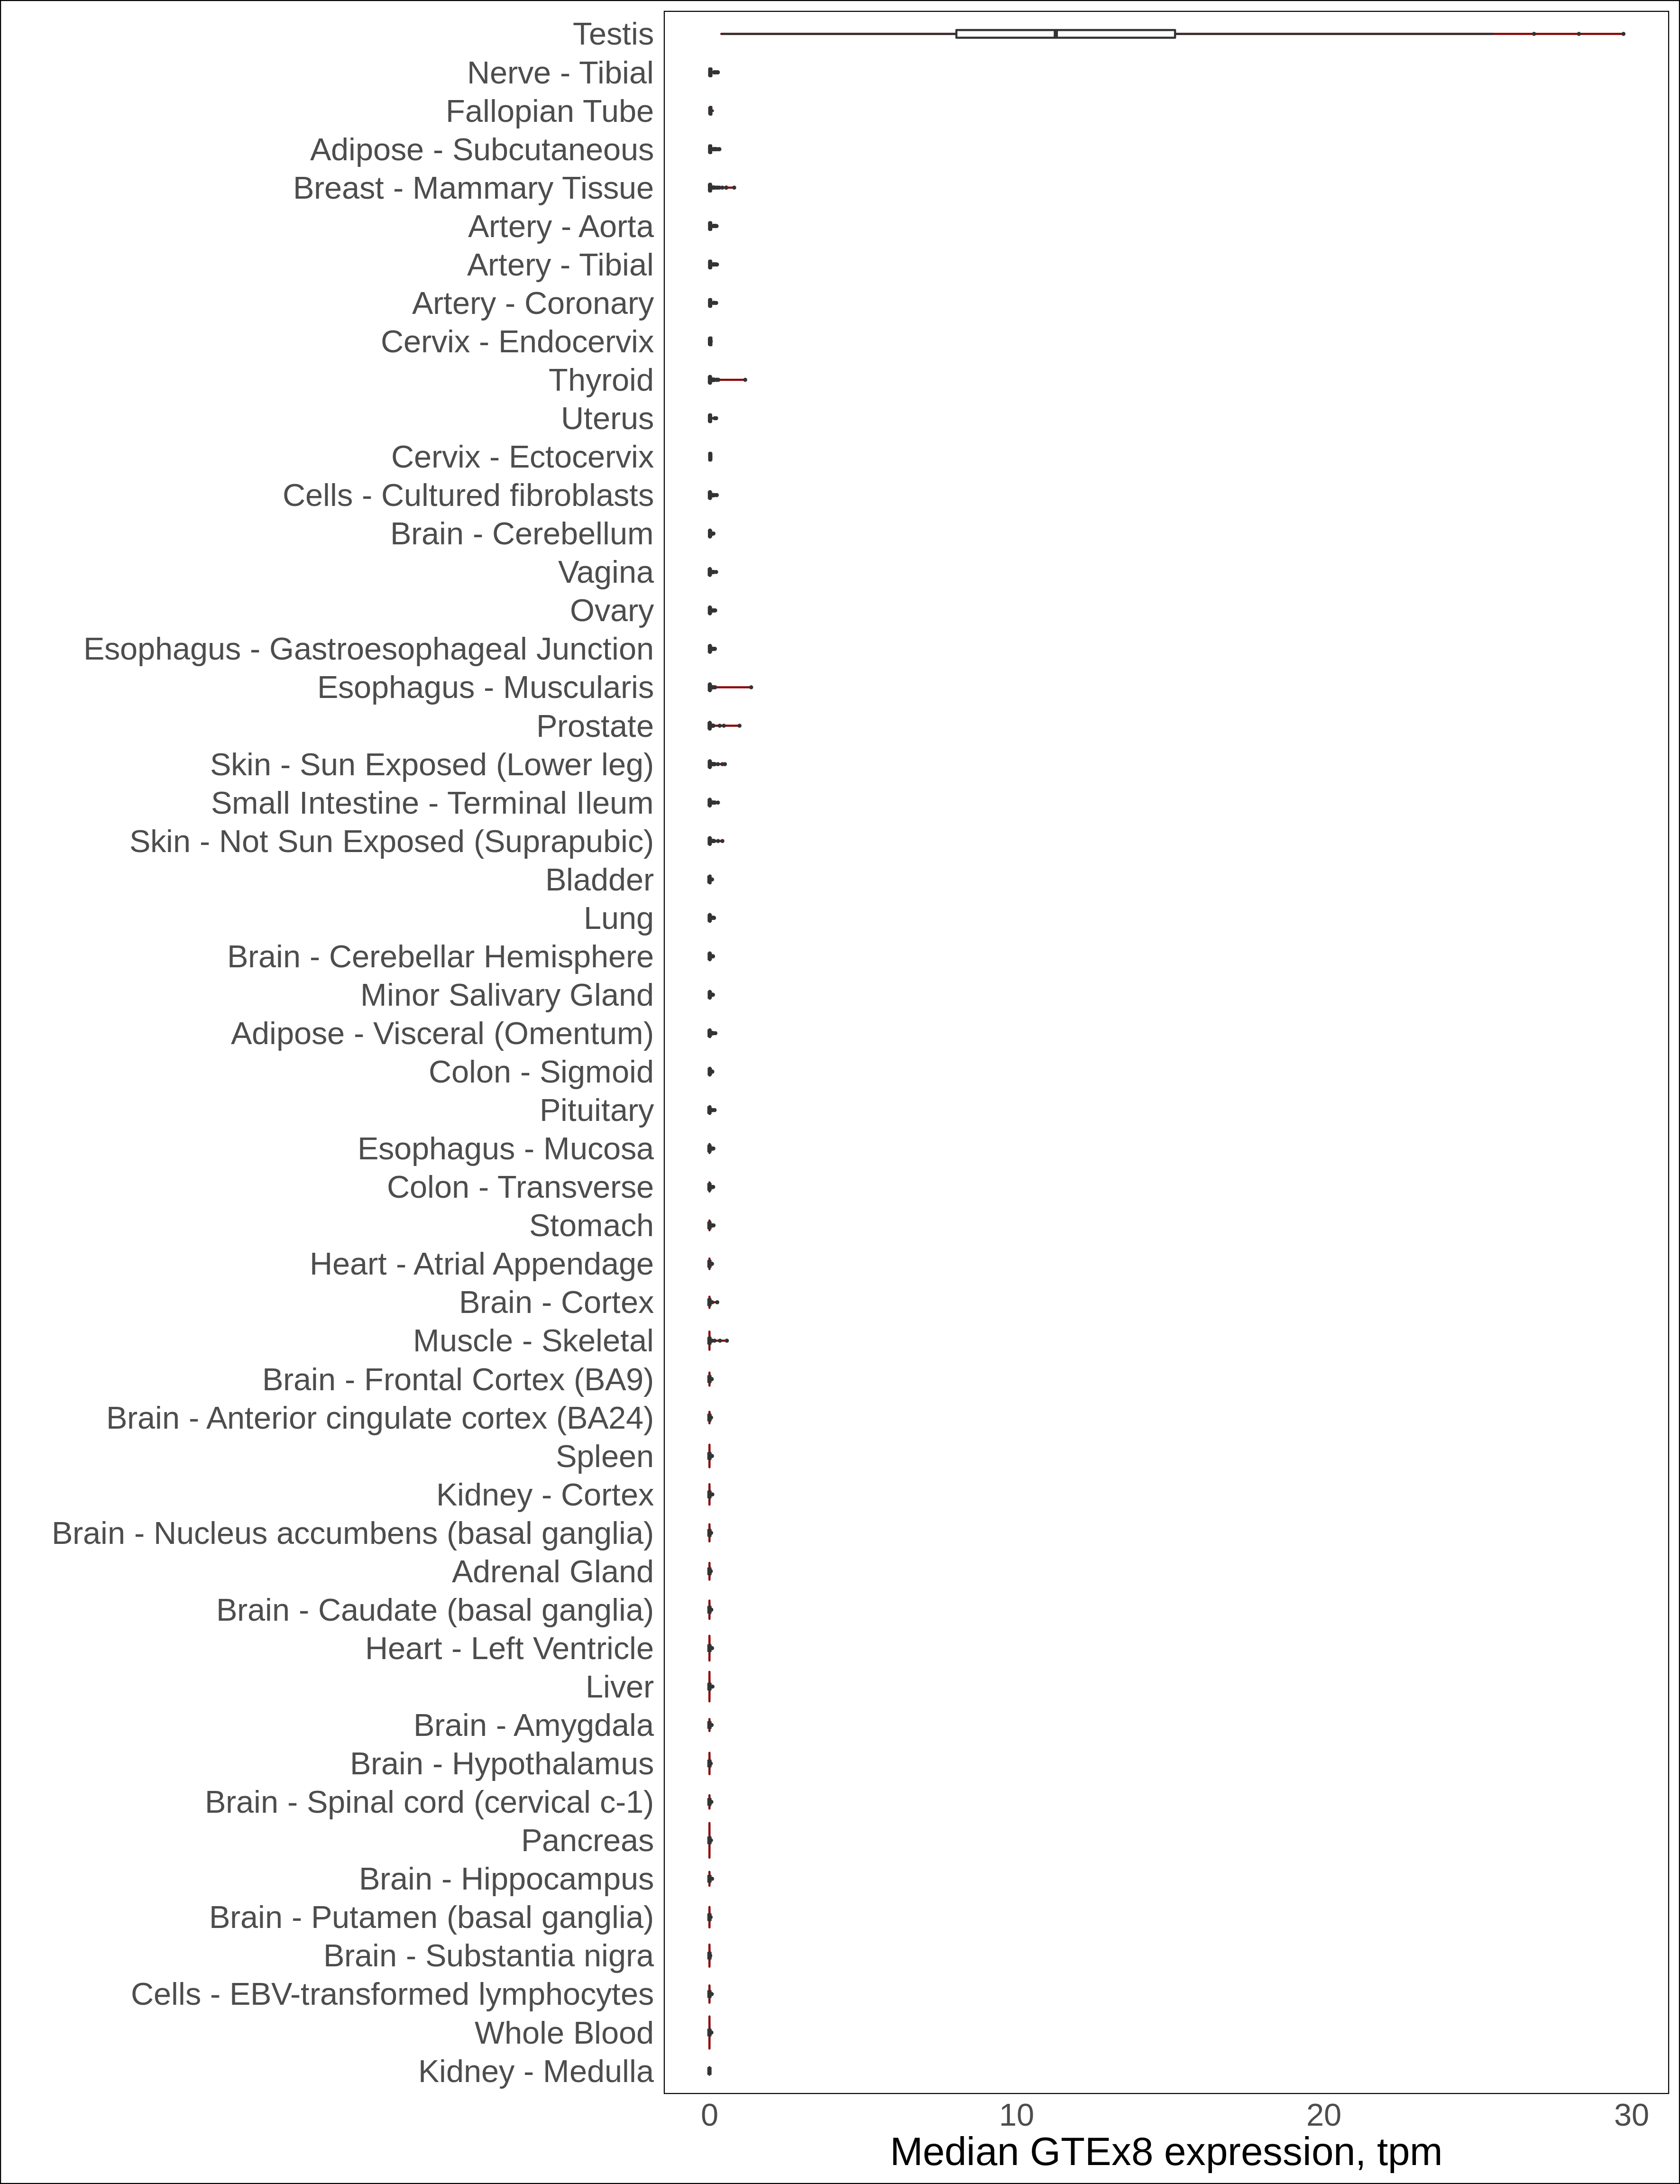 Testis
Nerve - Tibial
Fallopian Tube
Adipose - Subcutaneous
Breast - Mammary Tissue
Artery - Aorta
Artery - Tibial
Artery - Coronary
Cervix - Endocervix
Thyroid
Uterus
Cervix - Ectocervix
Cells - Cultured fibroblasts
Brain - Cerebellum
Vagina
Ovary
Esophagus - Gastroesophageal Junction
Esophagus - Muscularis
Prostate
Skin - Sun Exposed (Lower leg)
Small Intestine - Terminal Ileum
Skin - Not Sun Exposed (Suprapubic)
Bladder
Lung
Brain - Cerebellar Hemisphere
Minor Salivary Gland
Adipose - Visceral (Omentum)
Colon - Sigmoid
Pituitary
Esophagus - Mucosa
Colon - Transverse
Stomach
Heart - Atrial Appendage
Brain - Cortex
Muscle - Skeletal
Brain - Frontal Cortex (BA9)
Brain - Anterior cingulate cortex (BA24)
Spleen
Kidney - Cortex
Brain - Nucleus accumbens (basal ganglia)
Adrenal Gland
Brain - Caudate (basal ganglia)
Heart - Left Ventricle
Liver
Brain - Amygdala
Brain - Hypothalamus
Brain - Spinal cord (cervical c-1)
Pancreas
Brain - Hippocampus
Brain - Putamen (basal ganglia)
Brain - Substantia nigra
Cells - EBV-transformed lymphocytes
Whole Blood
Kidney - Medulla
0 10 20 30
Median GTEx8 expression, tpm